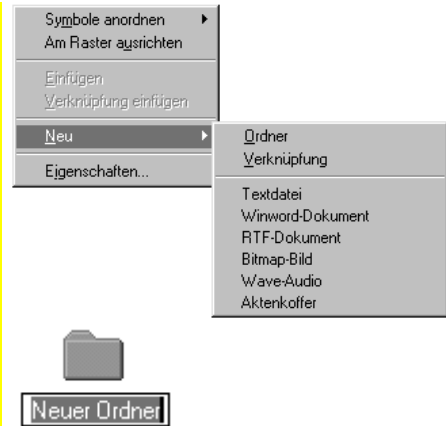 Symbole anordnen
Am Raster ausrichten
Einfügen
Verknüpfung einfügen
Neu
Eigenschaften...
Ordner
Verknüpfung
Textdatei
Winword-Dokument
RTF-Dokument
Bitmap-Bild
Wave-Audio
Aktenkoffer
Neuer Ordner